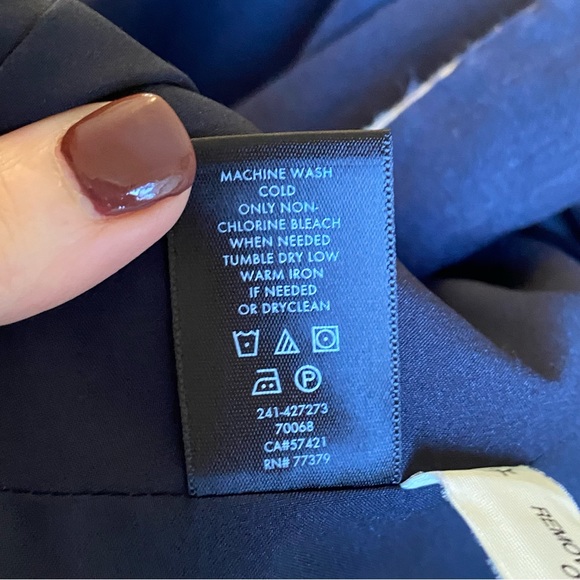 MACHINE WASH
COLD
ONLY NON-
CHLORINE BLEACH
WHEN NEEDED
TUMBLE DRY LOW
WARM IRON
IF NEEDED
OR DRYCLEAN
P
241-427273
70068
CA#57421
RN# 77379